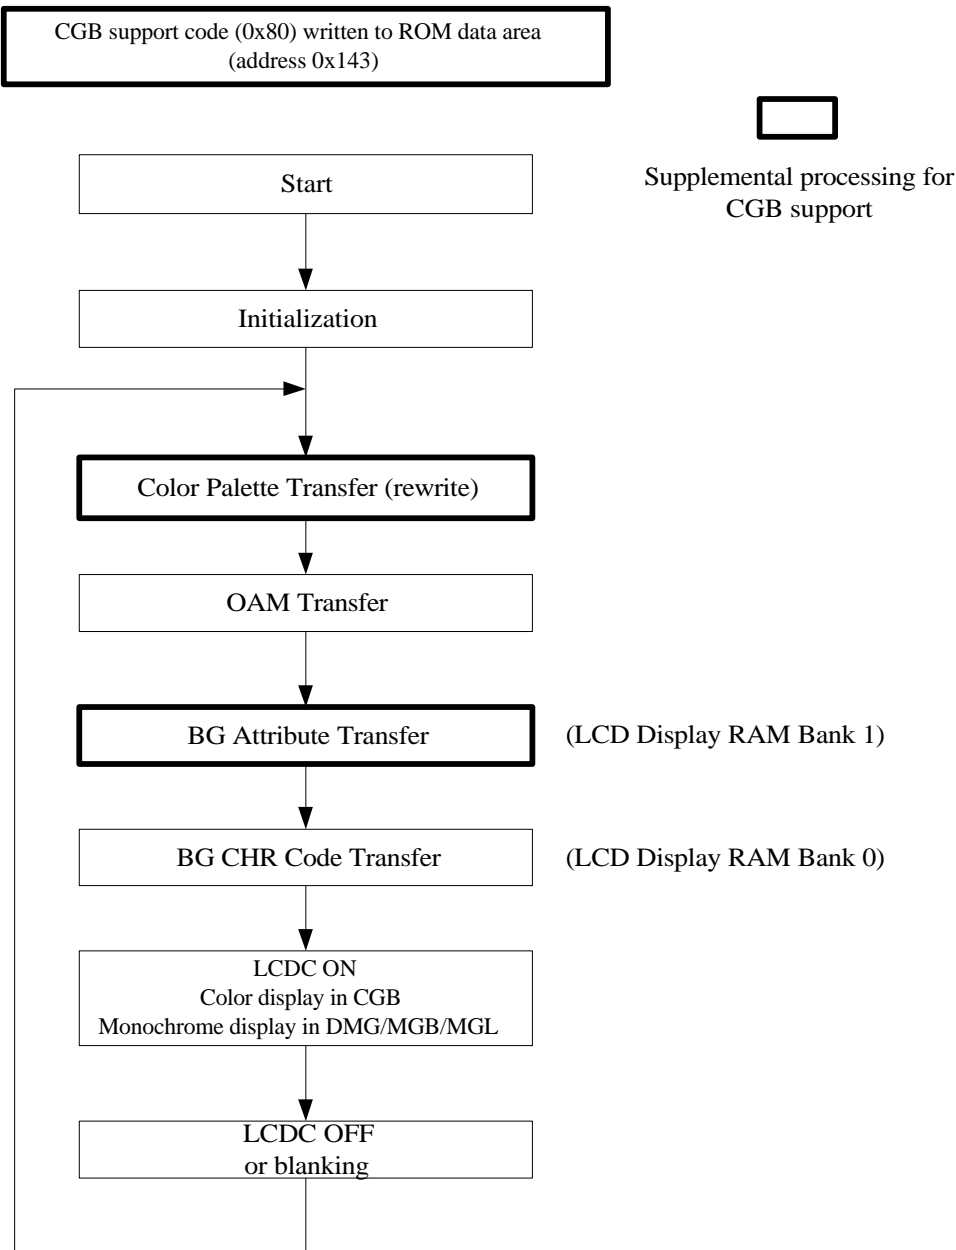 CGB support code (0x80) written to ROM data area
(address 0x143)
Supplemental processing for
CGB support
Start
Initialization
Color Palette Transfer (rewrite)
OAM Transfer
BG Attribute Transfer
(LCD Display RAM Bank 1)
BG CHR Code Transfer
(LCD Display RAM Bank 0)
LCDC ON
Color display in CGB
Monochrome display in DMG/MGB/MGL
LCDC OFF
or blanking